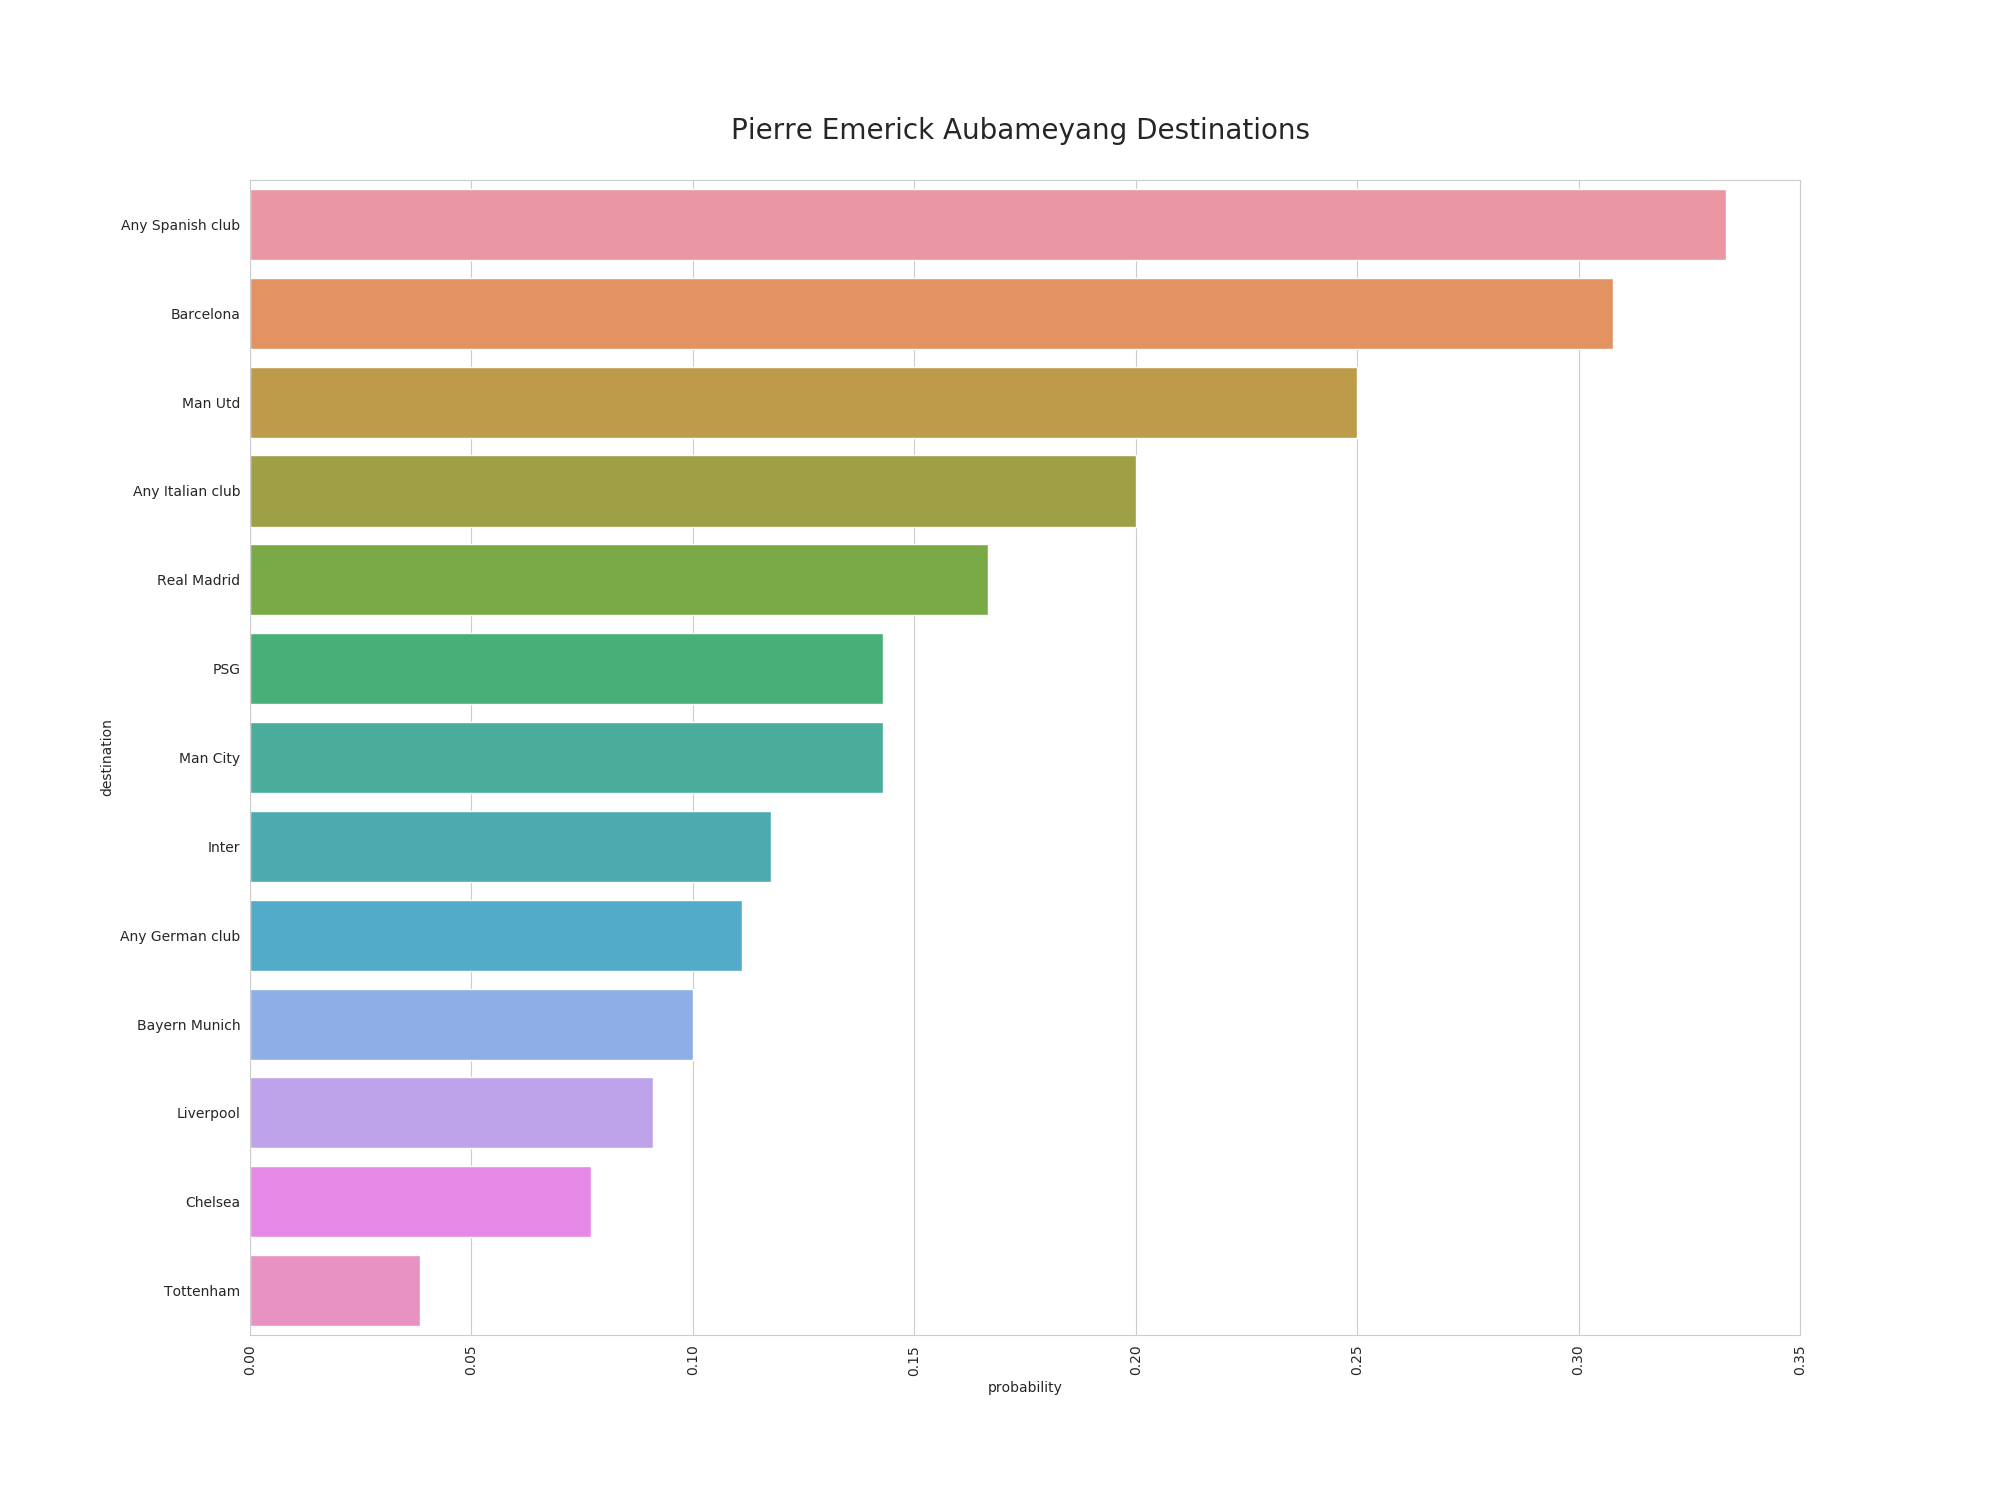 Pierre Emerick Aubameyang Destinations
Any Spanish club
Barcelona
Man Utd
Any Italian club
Real Madrid
PSG
Man City
Inter
Any German club
Bayern Munich
Liverpool
Chelsea
Tottenham
destination
0.00 0.05 0.10 0.15 0.20 0.25 0.30 0.35
probability